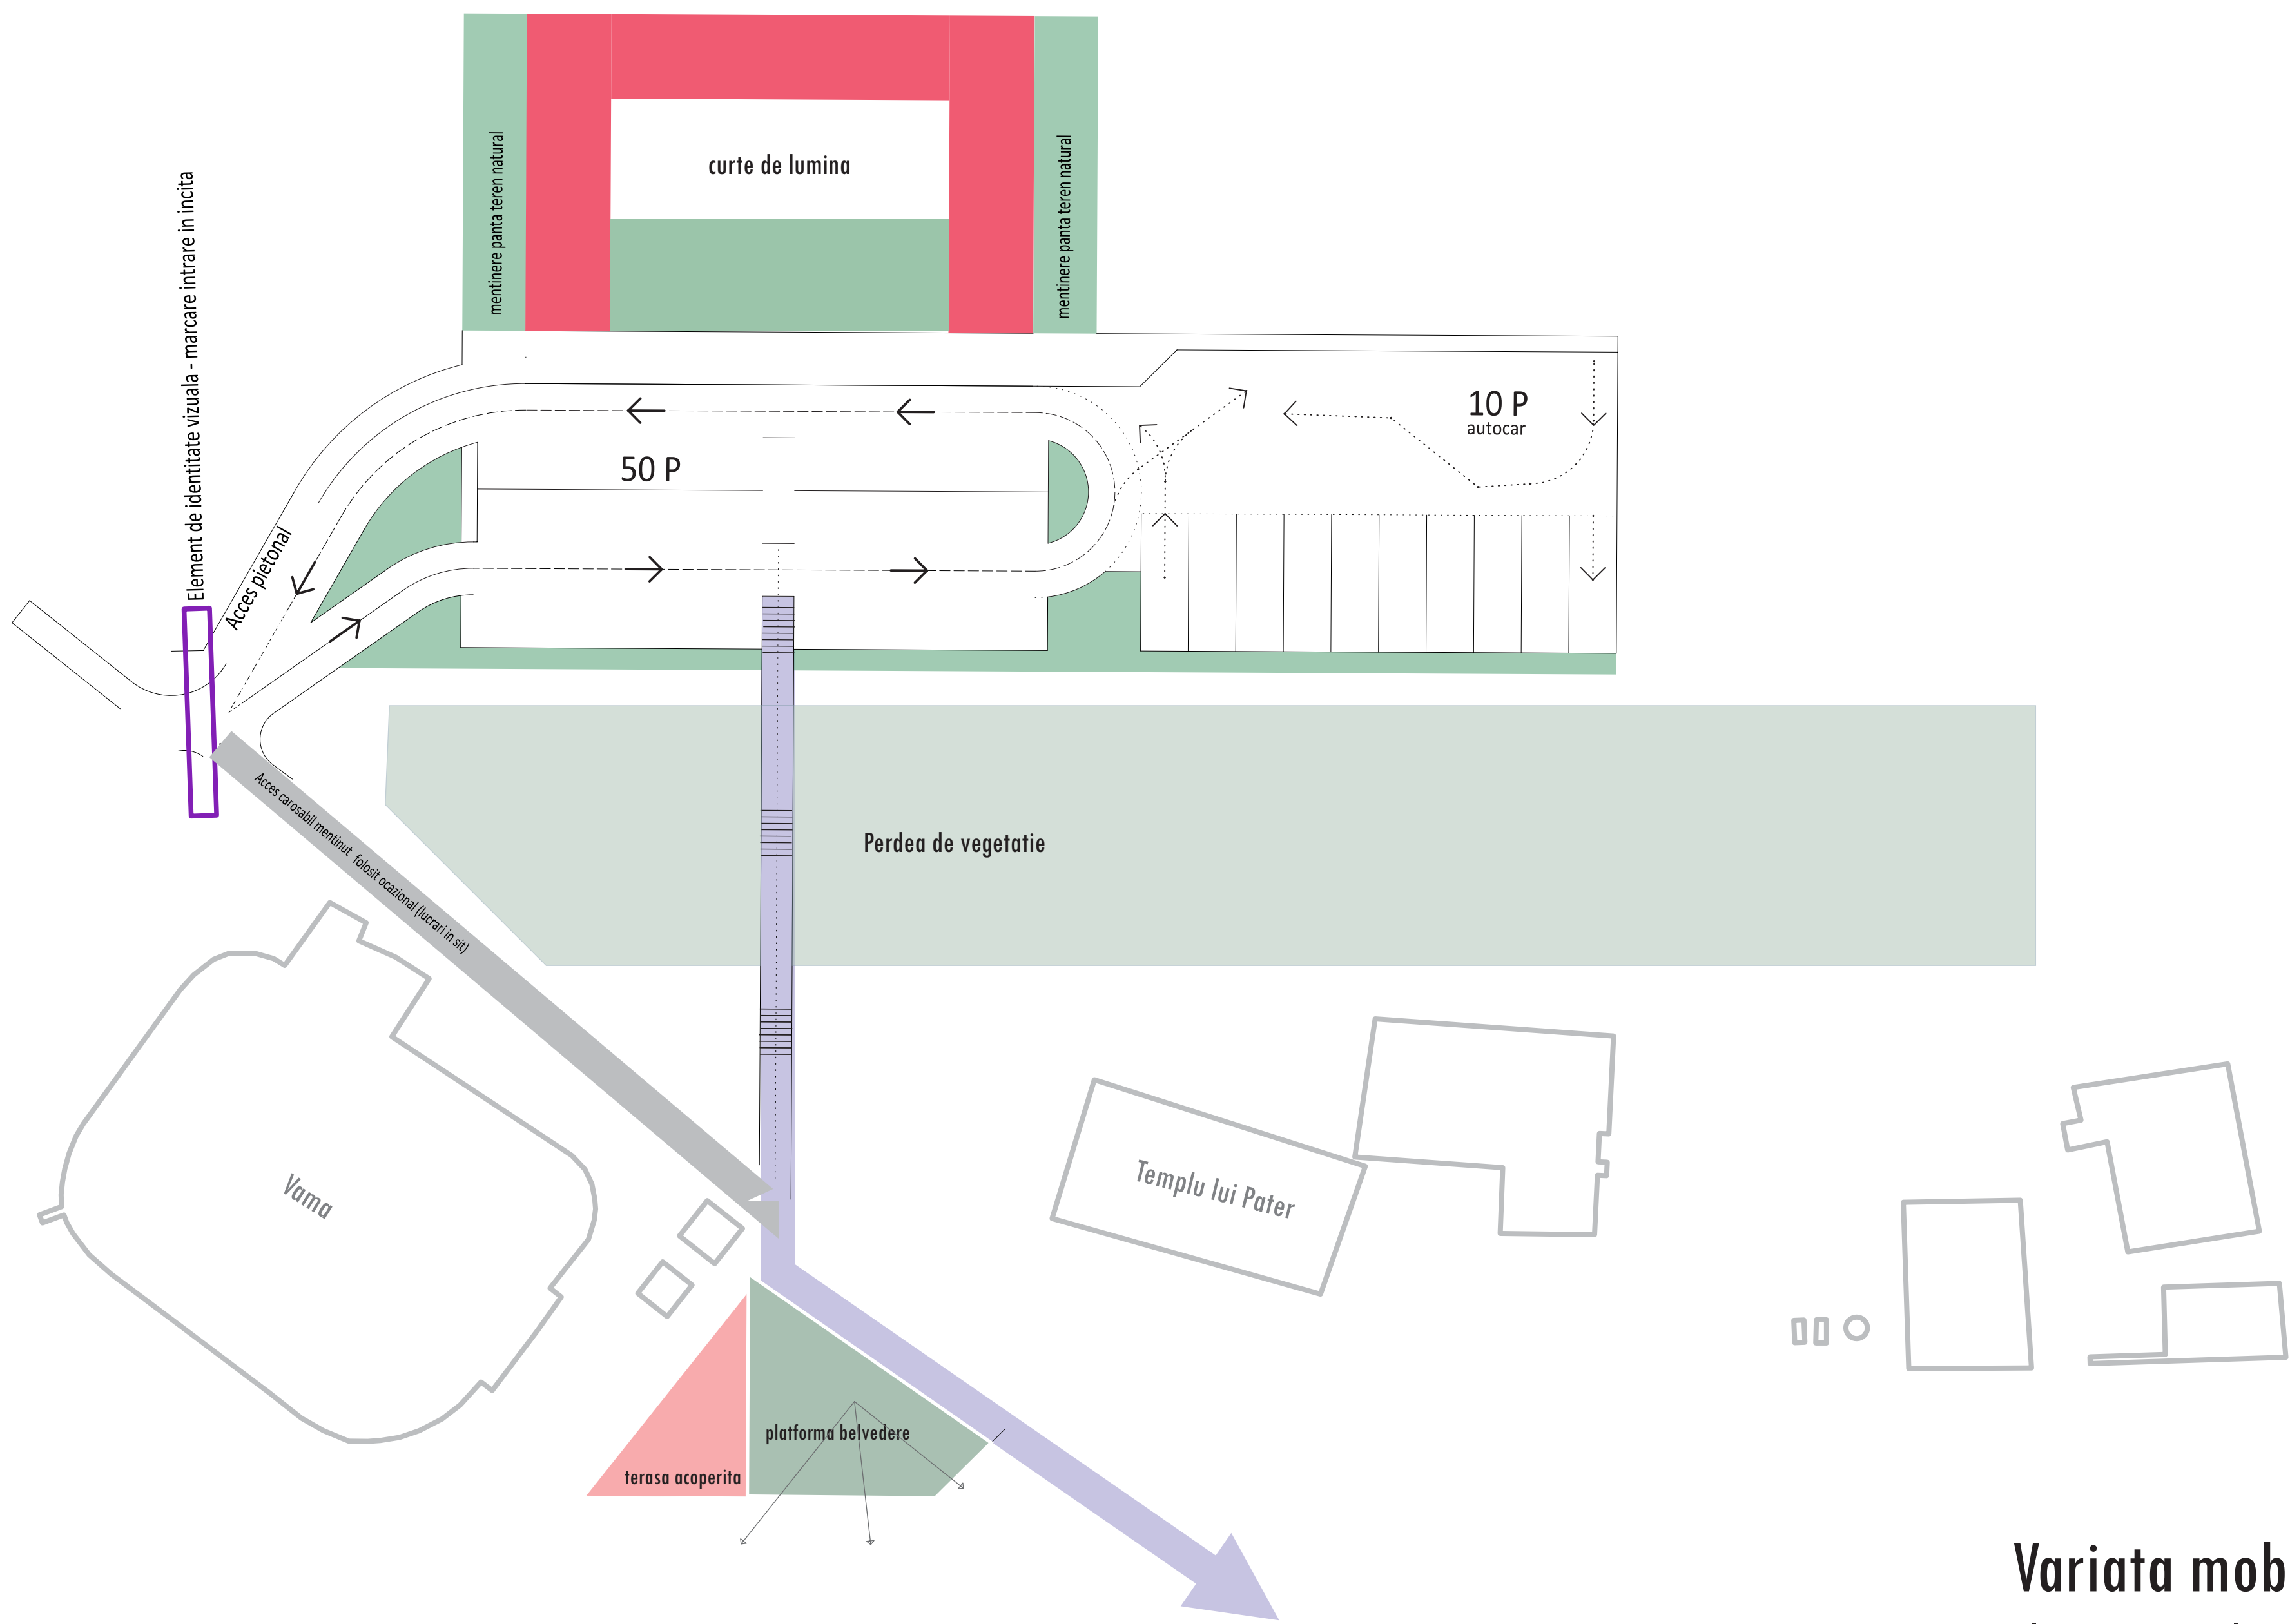 curte de lumina
mentinere panta teren natural
mentinere panta teren natural
Element de identitate vizuala - marcare intrare in incita
10 P
autocar
50 P
Acces pietonal
Acces carosabil mentinut folosit ocazional (lucrari in sit)
Perdea de vegetatie
Vama
Templu lui Pater
platforma belvedere
terasa acoperita
Variata mob